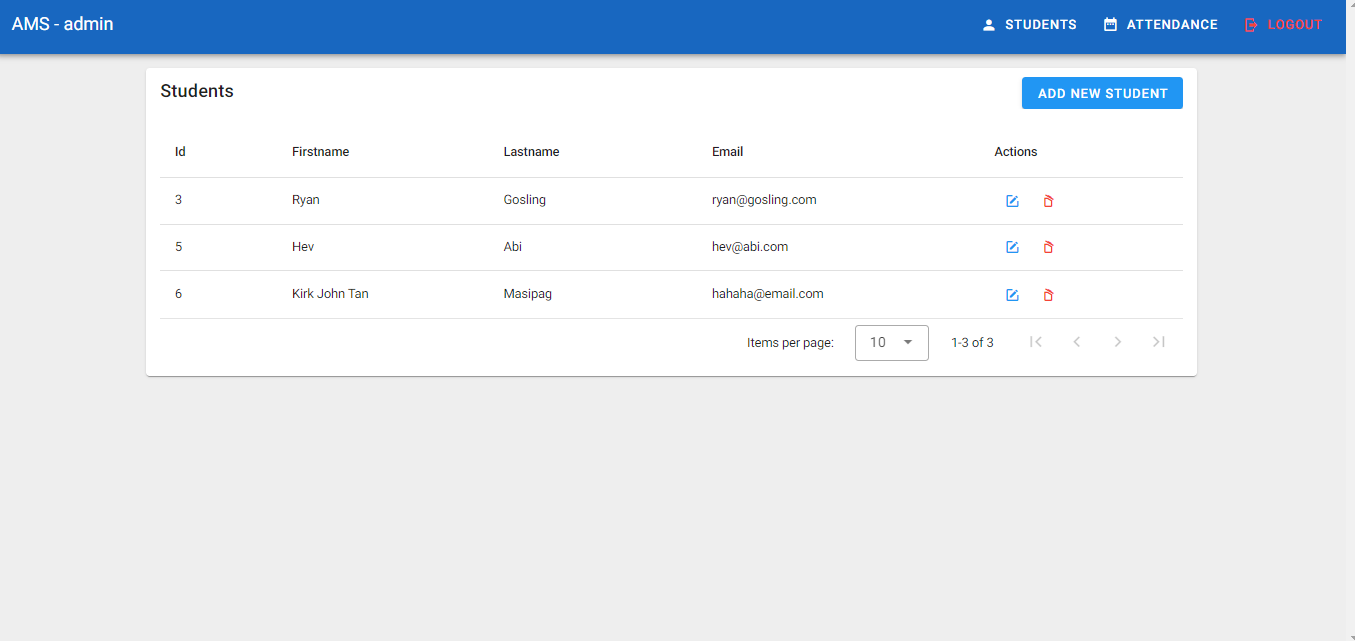 AMS - admin STUDENTS ATTENDANCE LOGOUT
Students ADD NEW STUDENT
Id Firstname Lastname Email Actions
3 Ryan Gosling ryan@gosling.com
5 Hev Abi hev@abi.com
6 Kirk John Tan Masipag hahaha@email.com
Items per page: 10 1-3 of 3